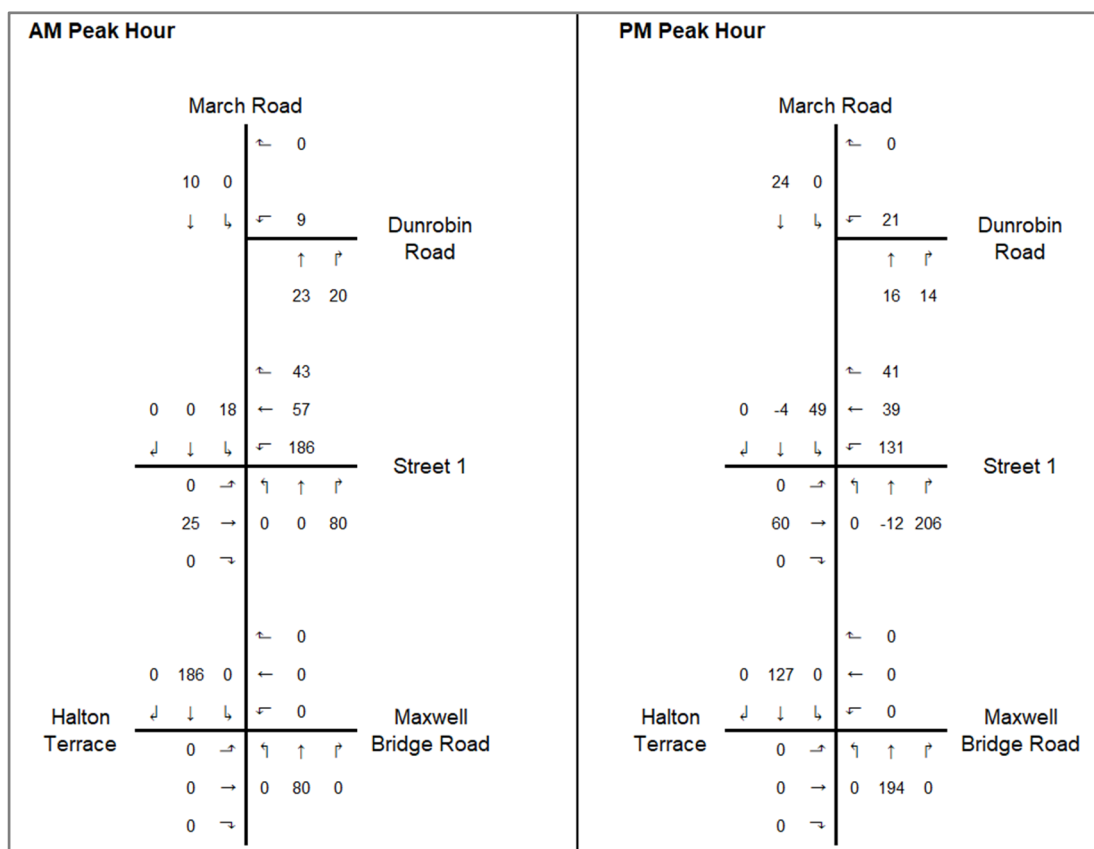 AM Peak Hour
March Road
↰ 0
10 0
↓ ↳ ↰ 9
Dunrobin
Road
↑ ↱
23 20
↰ 43
0 0 18 ← 57
↲ ↓ ↳ ↰ 186
Street 1
0 ↗ ↰ ↑ ↱
25 → 0 0 80
0 ↘
↰ 0
0 186 0 ← 0
↲ ↓ ↳ ↰ 0
Halton
Terrace
Maxwell
Bridge Road
0 ↗ ↰ ↑ ↱
0 → 0 80 0
0 ↘
PM Peak Hour
March Road
↰ 0
24 0
↓ ↳ ↰ 21
Dunrobin
Road
↑ ↱
16 14
↰ 41
0 -4 49 ← 39
↲ ↓ ↳ ↰ 131
Street 1
0 ↗ ↰ ↑ ↱
60 → 0 -12 206
0 ↘
↰ 0
0 127 0 ← 0
↲ ↓ ↳ ↰ 0
Halton
Terrace
Maxwell
Bridge Road
0 ↗ ↰ ↑ ↱
0 → 0 194 0
0 ↘